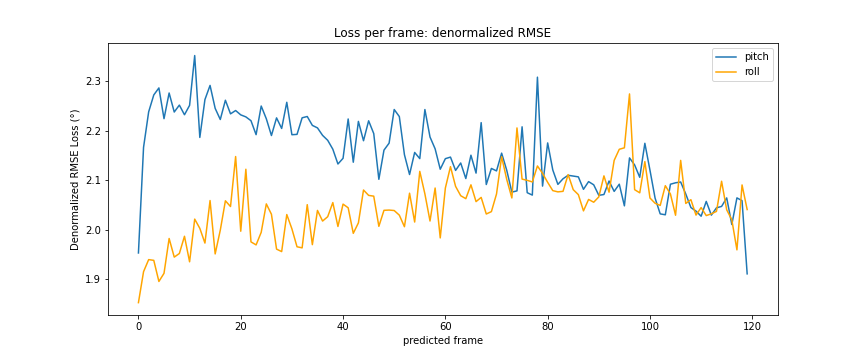 Loss per frame: denormalized RMSE
pitch
roll
Denormalized RMSE Loss (°)
2.3
2.2
2.1
2.0
1.9
0 20 40 60 80 100 120
predicted frame